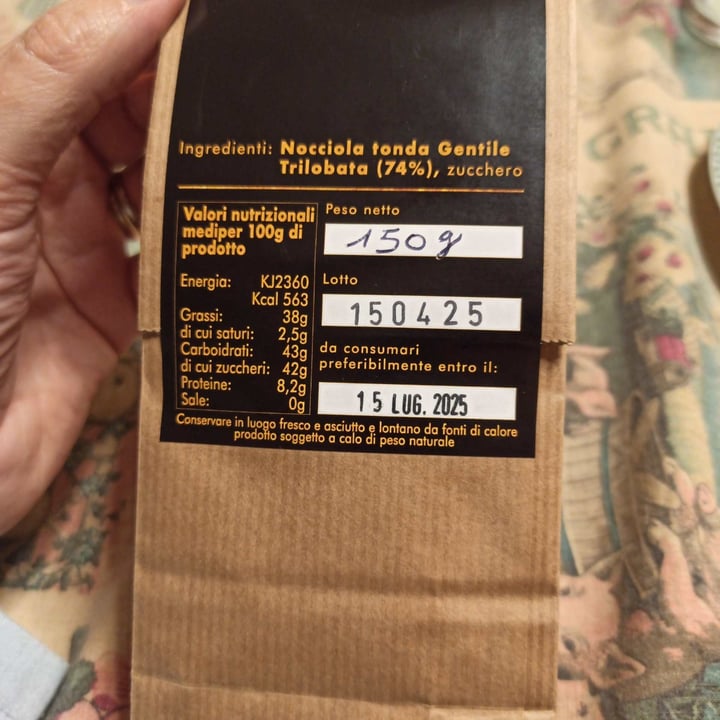 Ingredienti: Nocciola tonda Gentile
Trilobata (74%), zucchero
Valori nutrizionali
mediper 100g di
prodotto
Energia: KJ2360
Kcal 563
Grassi: 38g
di cui saturi: 2,5g
Carboidrati: 43g
di cui zuccheri: 42g
Proteine: 8,2g
Sale: 0g
Peso netto
150g
Lotto
150425
da consumari
preferibilmente entro il:
15 LUG. 2025
Conservare in luogo fresco e asciutto e lontano da fonti di calore
prodotto soggetto a calo di peso naturale